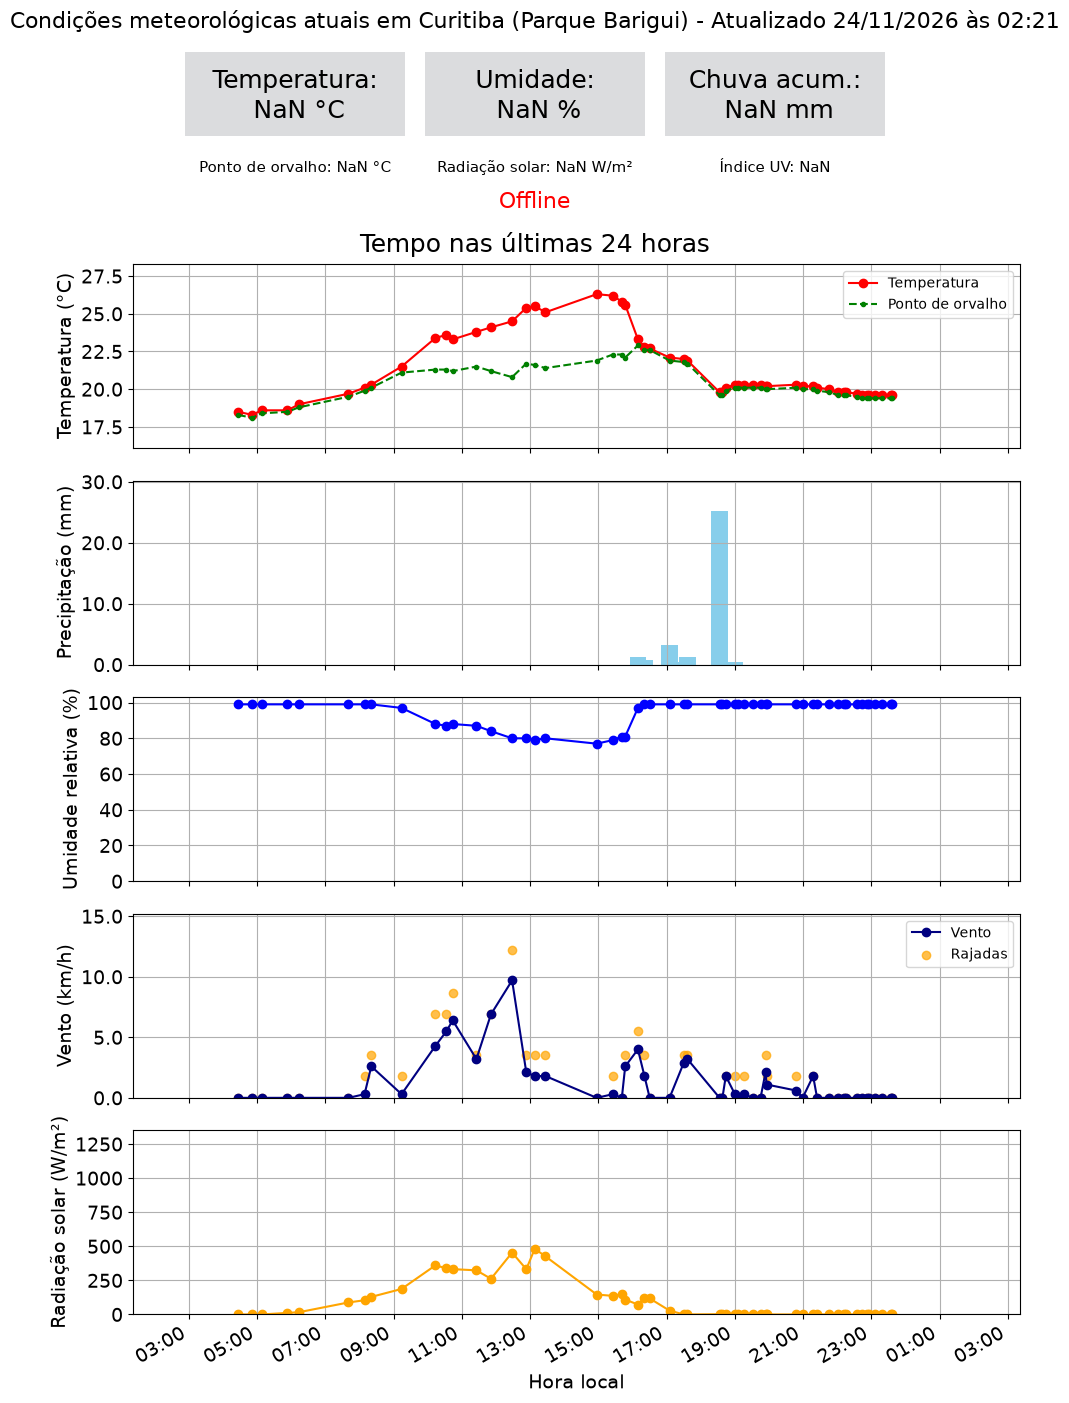 Condições meteorológicas atuais em Curitiba (Parque Barigui) - Atualizado 24/11/2026 às 02:21
Temperatura:
NaN °C
Umidade:
NaN %
Chuva acum.:
NaN mm
Ponto de orvalho: NaN °C
Radiação solar: NaN W/m²
Índice UV: NaN
Offline
Tempo nas últimas 24 horas
Temperatura (°C)
27.5
25.0
22.5
20.0
17.5
Temperatura
Ponto de orvalho
Precipitação (mm)
30.0
20.0
10.0
0.0
Umidade relativa (%)
100
80
60
40
20
0
Vento (km/h)
15.0
10.0
5.0
0.0
Vento
Rajadas
Radiação solar (W/m²)
1250
1000
750
500
250
0
03:00
05:00
07:00
09:00
11:00
13:00
15:00
17:00
19:00
21:00
23:00
01:00
03:00
Hora local